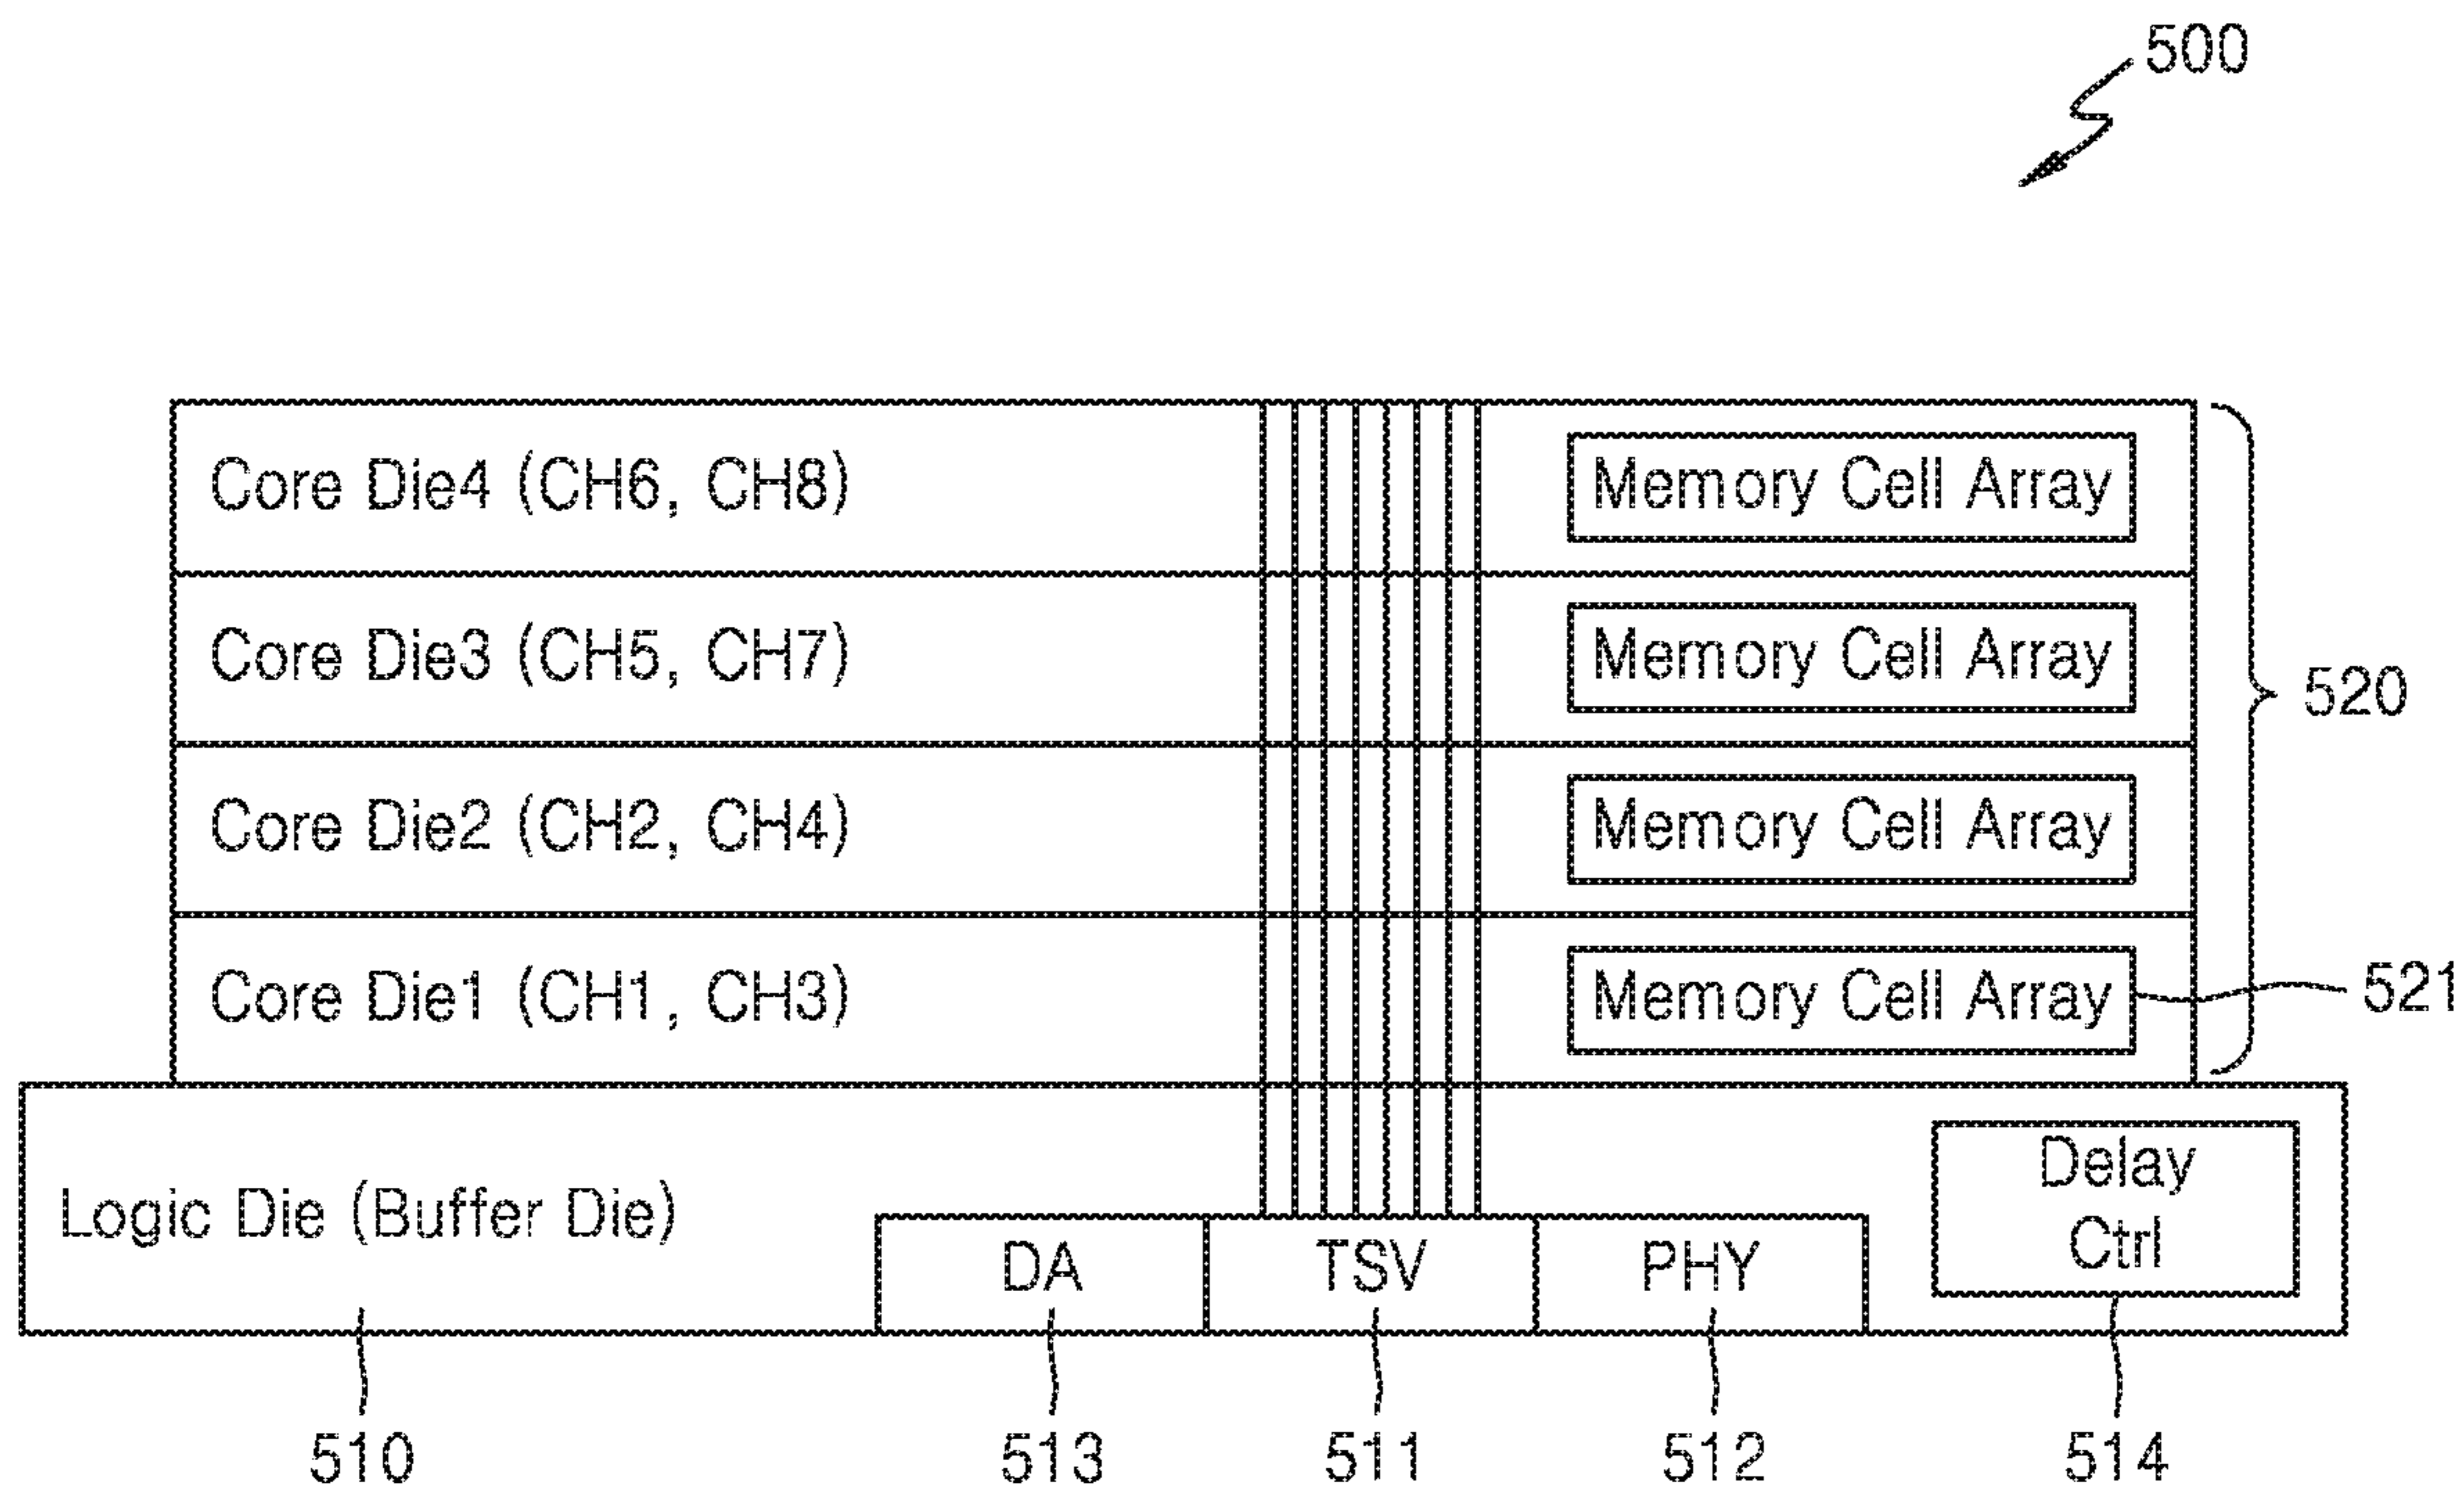 500
Core Die4 (CH6, CH8)
Memory Cell Array
Core Die3 (CH5, CH7)
Memory Cell Array
520
Core Die2 (CH2, CH4)
Memory Cell Array
Core Die1 (CH1, CH3)
Memory Cell Array
521
Logic Die (Buffer Die)
DA
TSV
PHY
Delay
Ctrl
510
513
511
512
514